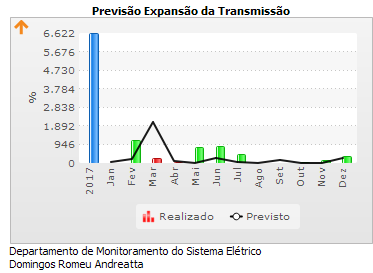 Previsão Expansão da Transmissão
6.622
5.676
4.730
3.784
2.838
1.892
946
0
%
2017
Jan
Fev
Mar
Abr
Mai
Jun
Jul
Ago
Set
Out
Nov
Dez
Realizado
Previsto
Departamento de Monitoramento do Sistema Elétrico
Domingos Romeu Andreatta